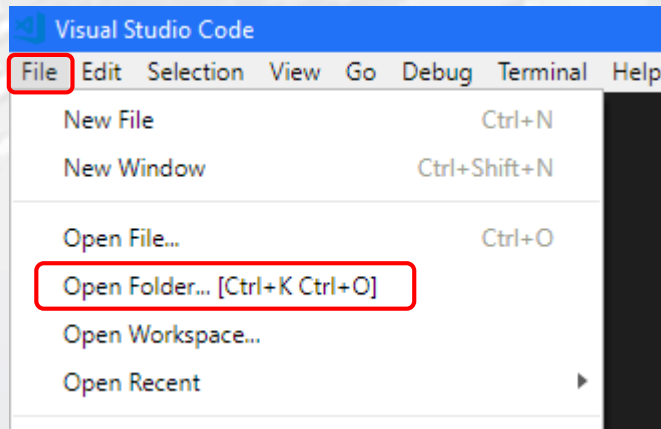 Visual Studio Code
File Edit Selection View Go Debug Terminal Help
New File Ctrl+N
New Window Ctrl+Shift+N
Open File... Ctrl+O
Open Folder... [Ctrl+K Ctrl+O]
Open Workspace...
Open Recent